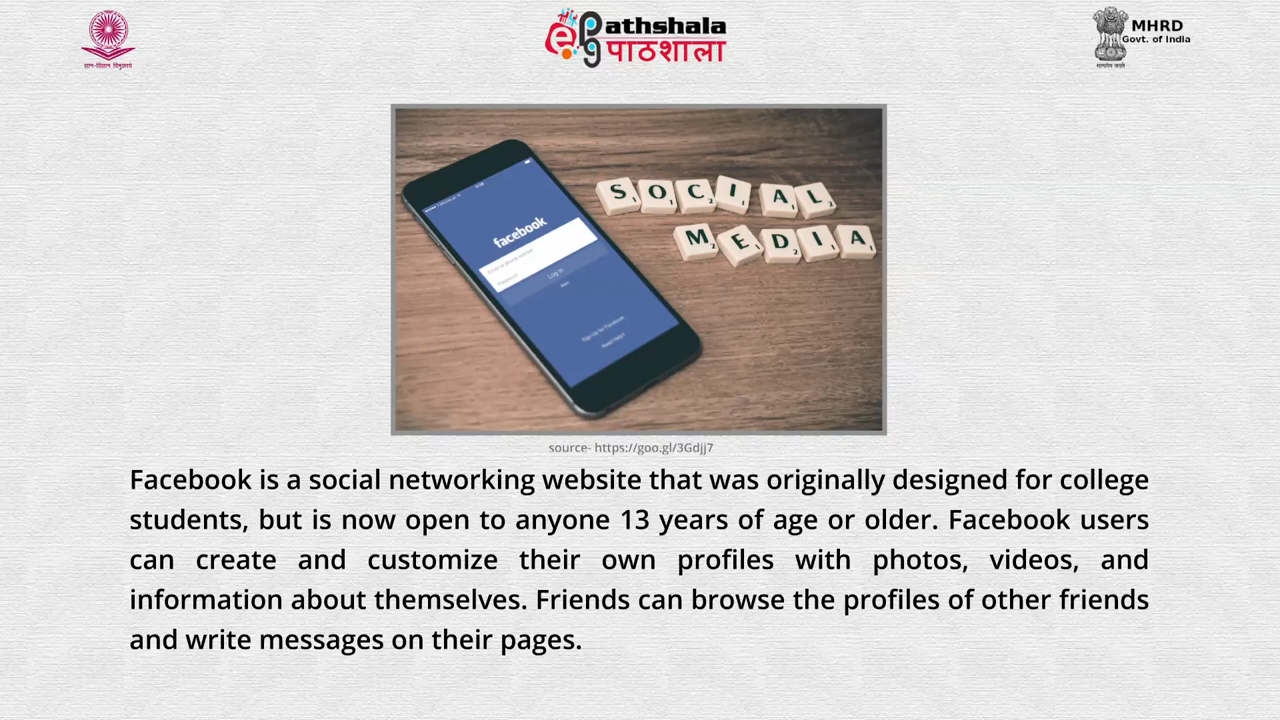 ePG Pathshala
पाठशाला
MHRD
Govt. of India
facebook
Log In
SOCIAL
MEDIA
source- https://goo.gl/3Gdjj7
Facebook is a social networking website that was originally designed for college
students, but is now open to anyone 13 years of age or older. Facebook users
can create and customize their own profiles with photos, videos, and
information about themselves. Friends can browse the profiles of other friends
and write messages on their pages.